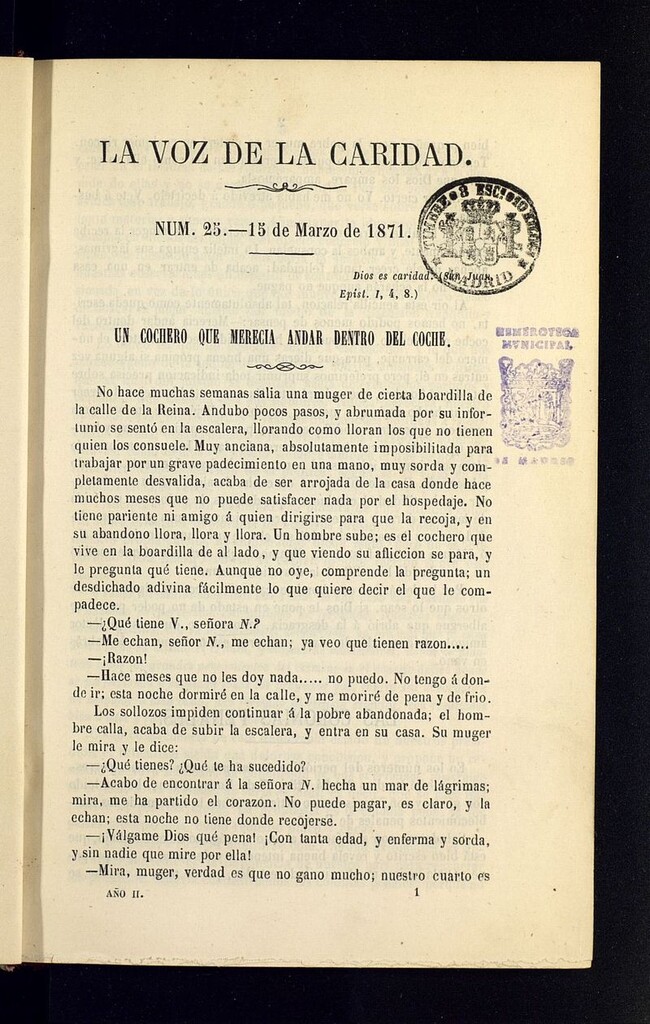 LA VOZ DE LA CARIDAD.
NUM. 25.—15 de Marzo de 1871.
Dios es caridad. (San Juan,
Epist. I, 4, 8.)
UN COCHERO QUE MERECIA ANDAR DENTRO DEL COCHE.
No hace muchas semanas salia una muger de cierta boardilla de
la calle de la Reina. Andubo pocos pasos, y abrumada por su infor-
tunio se sentó en la escalera, llorando como lloran los que no tienen
quien los consuele. Muy anciana, absolutamente imposibilitada para
trabajar por un grave padecimiento en una mano, muy sorda y com-
pletamente desvalida, acaba de ser arrojada de la casa donde hace
muchos meses que no puede satisfacer nada por el hospedaje. No
tiene pariente ni amigo á quien dirigirse para que la recoja, y en
su abandono llora, llora y llora. Un hombre sube; es el cochero que
vive en la boardilla de al lado, y que viendo su afliccion se para, y
le pregunta qué tiene. Aunque no oye, comprende la pregunta; un
desdichado adivina fácilmente lo que quiere decir el que le com-
padece.
—¿Qué tiene V., señora N.?
—Me echan, señor N., me echan; ya veo que tienen razon.....
—¡Razon!
—Hace meses que no les doy nada..... no puedo. No tengo á don-
de ir; esta noche dormiré en la calle, y me moriré de pena y de frio.
Los sollozos impiden continuar á la pobre abandonada; el hom-
bre calla, acaba de subir la escalera, y entra en su casa. Su muger
le mira y le dice:
—¿Qué tienes? ¿Qué te ha sucedido?
—Acabo de encontrar á la señora N. hecha un mar de lágrimas;
mira, me ha partido el corazon. No puede pagar, es claro, y la
echan; esta noche no tiene donde recojerse.
—¡Válgame Dios qué pena! ¡Con tanta edad, y enferma y sorda,
y sin nadie que mire por ella!
—Mira, muger, verdad es que no gano mucho; nuestro cuarto es
AÑO II. 1
TIMBRE
MADRID
HEMEROTECA
MUNICIPAL
DE MADRID